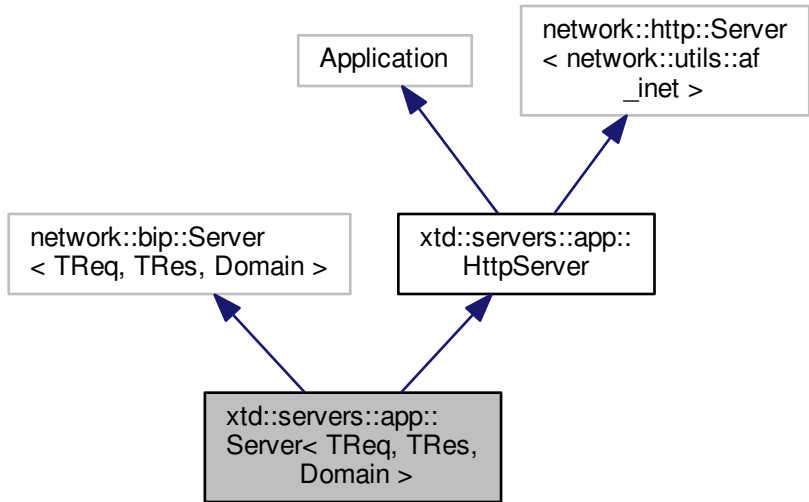 network::http::Server
< network::utils::af
_inet >
Application
network::bip::Server
< TReq, TRes, Domain >
xtd::servers::app::
HttpServer
xtd::servers::app::
Server< TReq, TRes,
Domain >